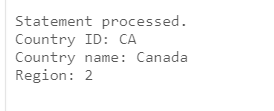 Statement processed.
Country ID: CA
Country name: Canada
Region: 2